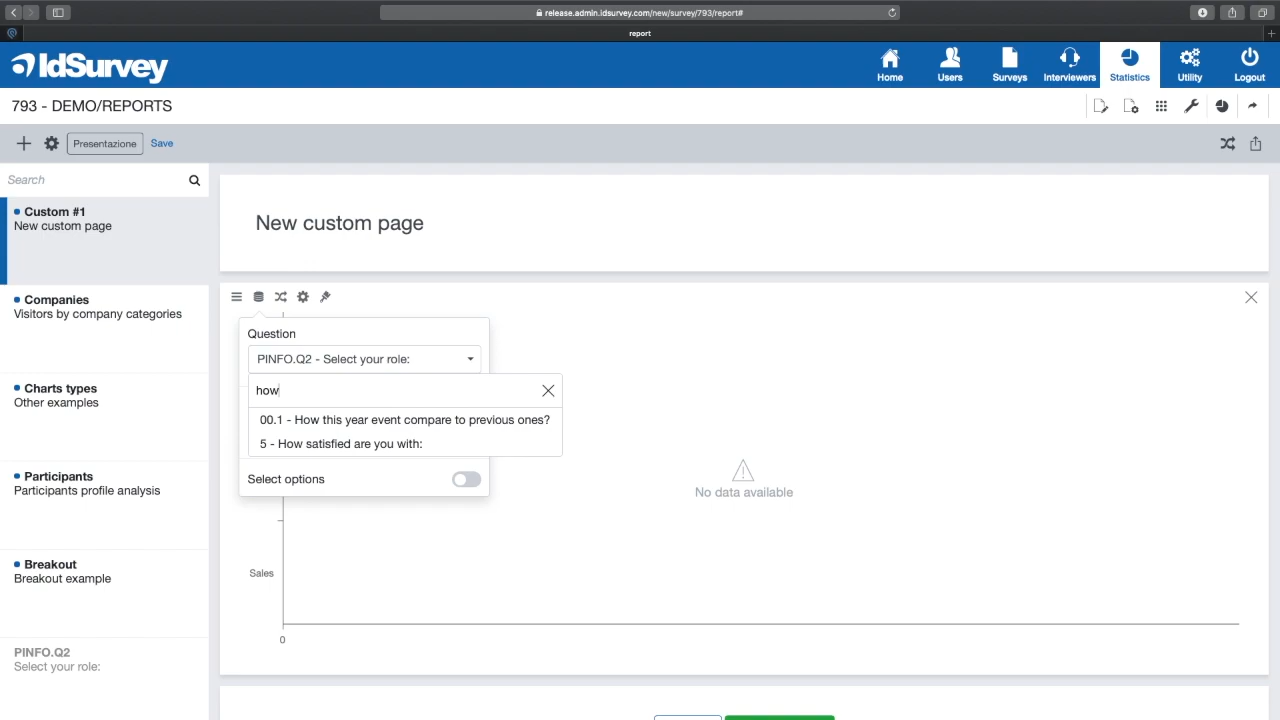 release.admin.idsurvey.com/new/survey/793/report#
report
IdSurvey
Home
Users
Surveys
Interviewers
Statistics
Utility
Logout
793 - DEMO/REPORTS
Presentazione
Save
Search
Custom #1
New custom page
Companies
Visitors by company categories
Charts types
Other examples
Participants
Participants profile analysis
Breakout
Breakout example
PINFO.Q2
Select your role:
New custom page
Question
PINFO.Q2 - Select your role:
how
00.1 - How this year event compare to previous ones?
5 - How satisfied are you with:
Select options
No data available
Sales
0